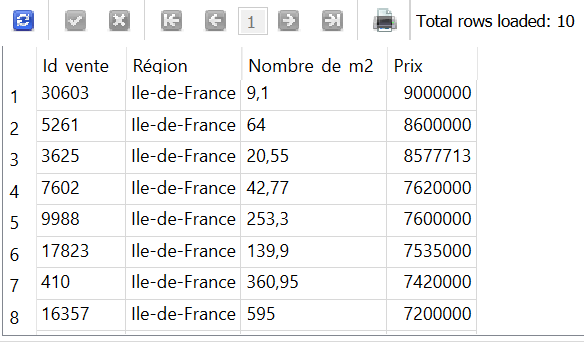 1 Total rows loaded: 10
Id vente Région Nombre de m2 Prix
1 30603 Ile-de-France 9,1 9000000
2 5261 Ile-de-France 64 8600000
3 3625 Ile-de-France 20,55 8577713
4 7602 Ile-de-France 42,77 7620000
5 9988 Ile-de-France 253,3 7600000
6 17823 Ile-de-France 139,9 7535000
7 410 Ile-de-France 360,95 7420000
8 16357 Ile-de-France 595 7200000